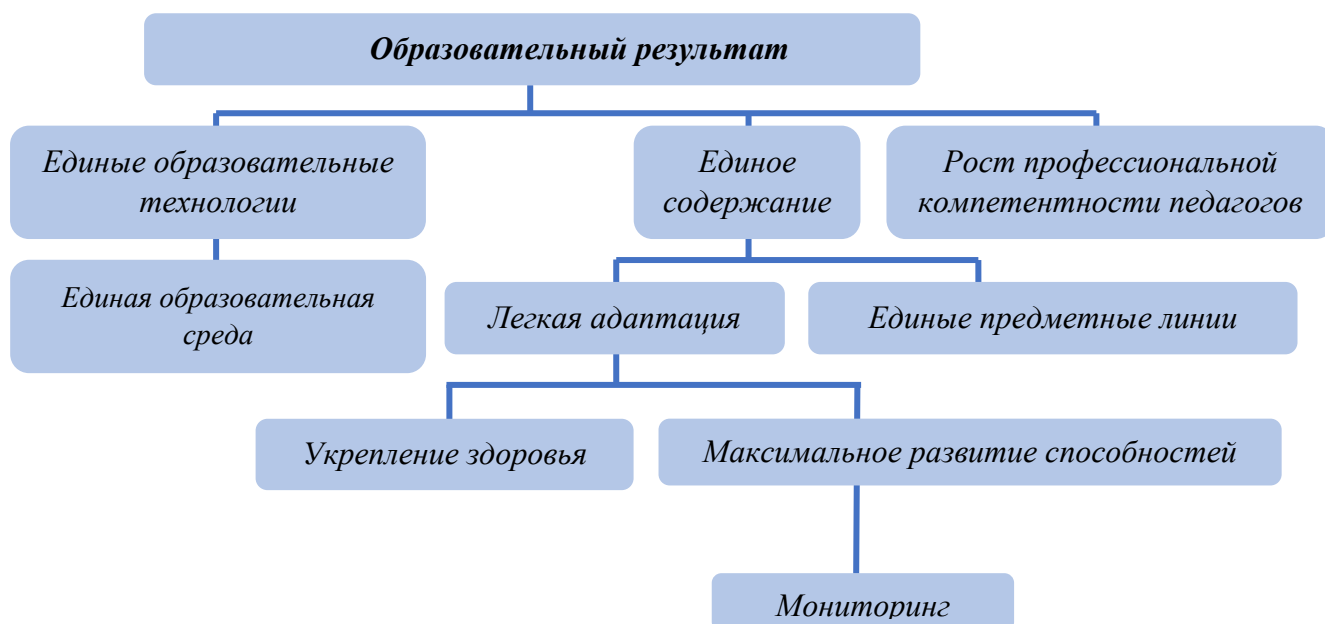 Образовательный результат
Единые образовательные
технологии
Единое
содержание
Рост профессиональной
компетентности педагогов
Единая образовательная
среда
Легкая адаптация
Единые предметные линии
Укрепление здоровья
Максимальное развитие способностей
Мониторинг